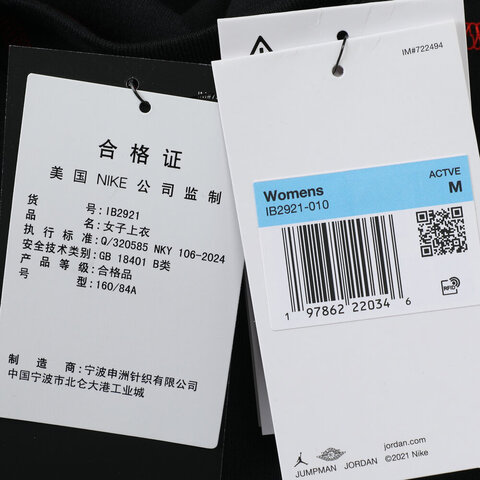 合格证
美国 NIKE 公司监制
货 号: IB2921
品 名: 女子上衣
执行标准: Q/320585 NKY 106-2024
安全技术类别: GB 18401 B类
产品等级: 合格品
号 型: 160/84A
制造商: 宁波申洲针织有限公司
中国宁波市北仑大港工业城
IM#722494
ACTVE
Womens
M
IB2921-010
RFID
1 97862 22034 6
jordan.com
JUMPMAN JORDAN ©2021 Nike